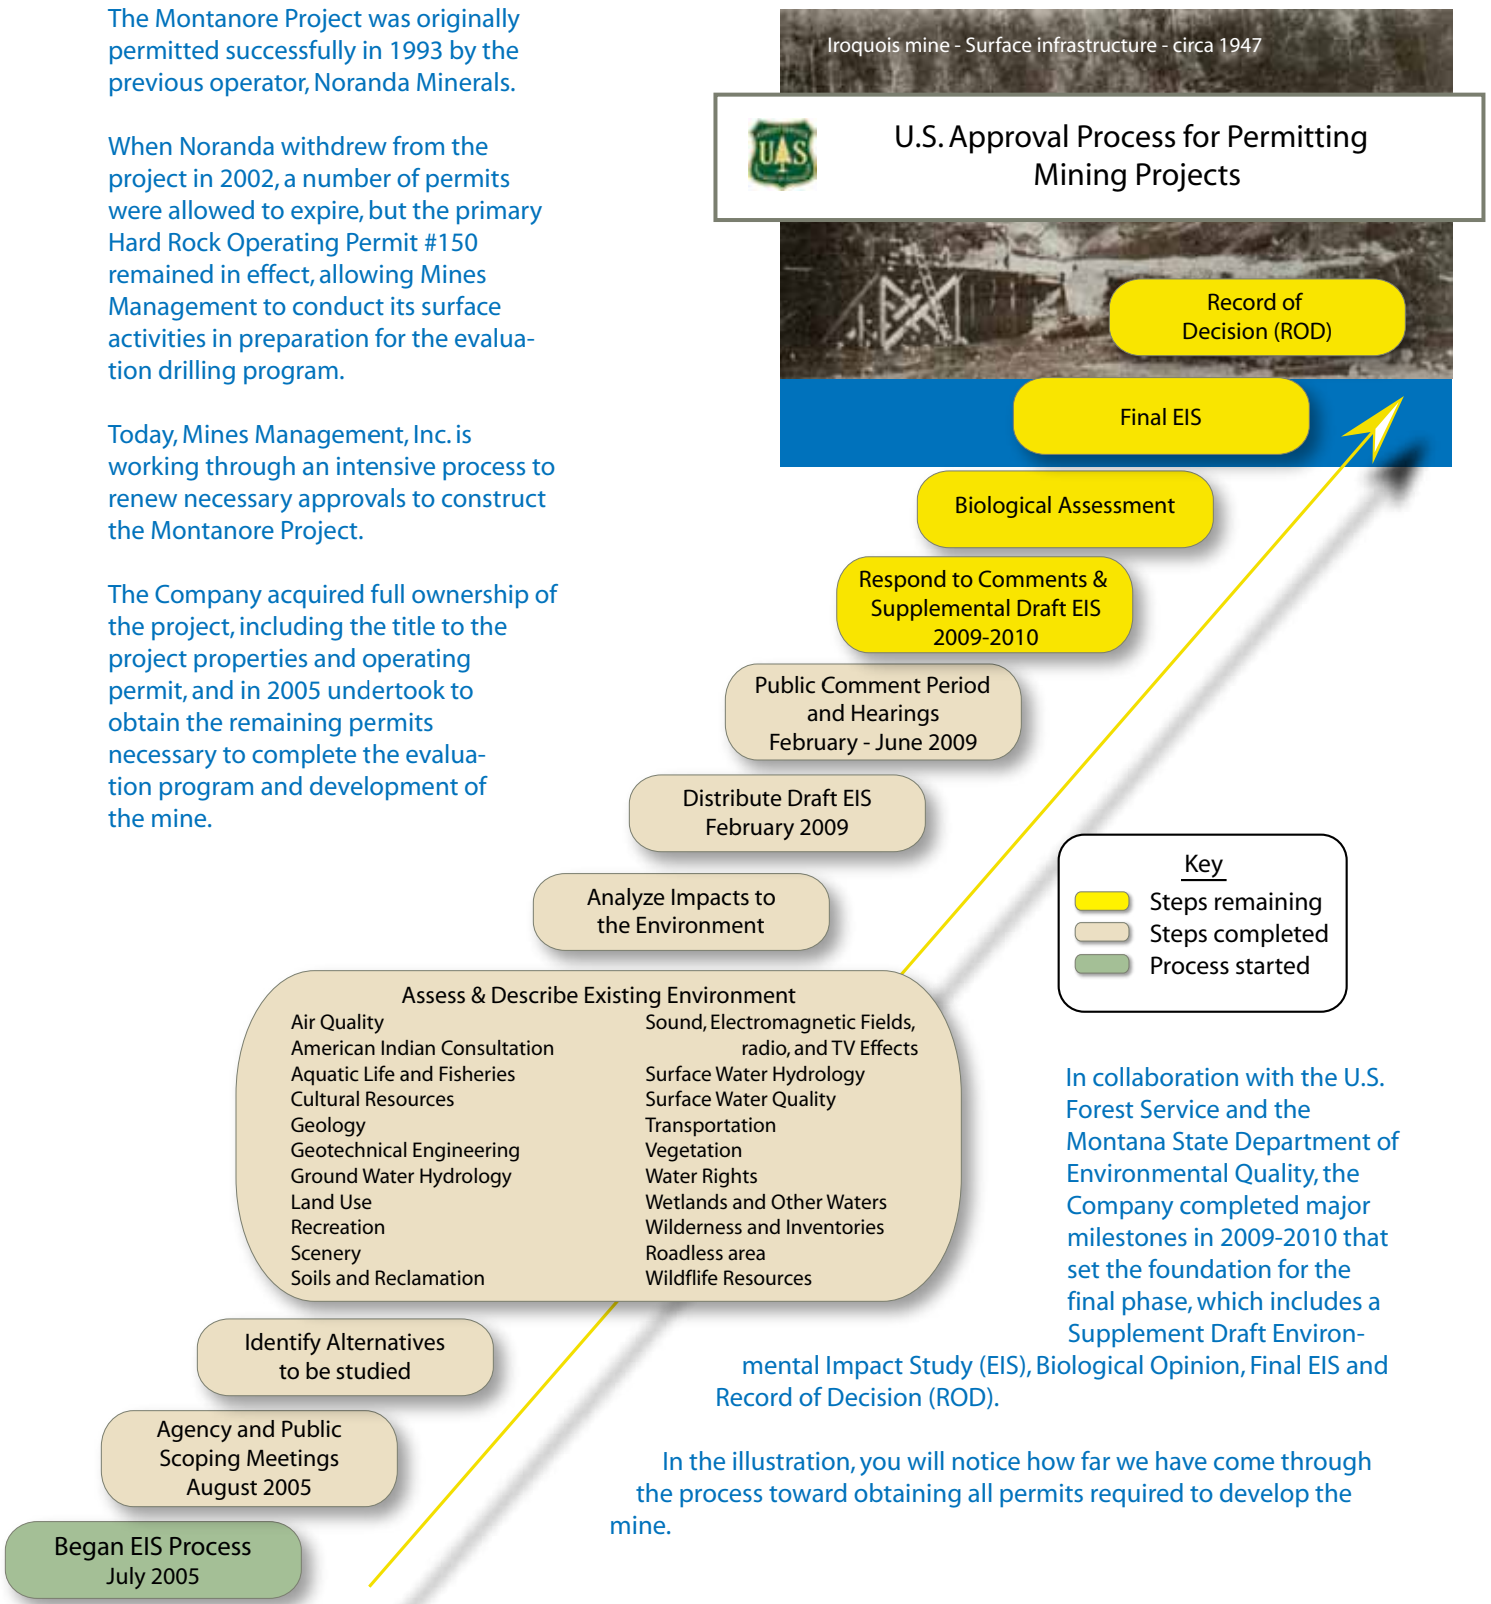 The Montanore Project was originally
permitted successfully in 1993 by the
previous operator, Noranda Minerals.
When Noranda withdrew from the
project in 2002, a number of permits
were allowed to expire, but the primary
Hard Rock Operating Permit #150
remained in effect, allowing Mines
Management to conduct its surface
activities in preparation for the evalua-
tion drilling program.
Today, Mines Management, Inc. is
working through an intensive process to
renew necessary approvals to construct
the Montanore Project.
The Company acquired full ownership of
the project, including the title to the
project properties and operating
permit, and in 2005 undertook to
obtain the remaining permits
necessary to complete the evalua-
tion program and development of
the mine.
Iroquois mine - Surface infrastructure - circa 1947
UAS
U.S. Approval Process for Permitting
Mining Projects
Record of
Decision (ROD)
Final EIS
Biological Assessment
Respond to Comments &
Supplemental Draft EIS
2009-2010
Public Comment Period
and Hearings
February - June 2009
Distribute Draft EIS
February 2009
Analyze Impacts to
the Environment
Key
Steps remaining
Steps completed
Process started
Assess & Describe Existing Environment
Air Quality
American Indian Consultation
Aquatic Life and Fisheries
Cultural Resources
Geology
Geotechnical Engineering
Ground Water Hydrology
Land Use
Recreation
Scenery
Soils and Reclamation
Sound, Electromagnetic Fields,
radio, and TV Effects
Surface Water Hydrology
Surface Water Quality
Transportation
Vegetation
Water Rights
Wetlands and Other Waters
Wilderness and Inventories
Roadless area
Wildflife Resources
Identify Alternatives
to be studied
Agency and Public
Scoping Meetings
August 2005
Began EIS Process
July 2005
In collaboration with the U.S.
Forest Service and the
Montana State Department of
Environmental Quality, the
Company completed major
milestones in 2009-2010 that
set the foundation for the
final phase, which includes a
Supplement Draft Environ-
mental Impact Study (EIS), Biological Opinion, Final EIS and
Record of Decision (ROD).
In the illustration, you will notice how far we have come through
the process toward obtaining all permits required to develop the
mine.